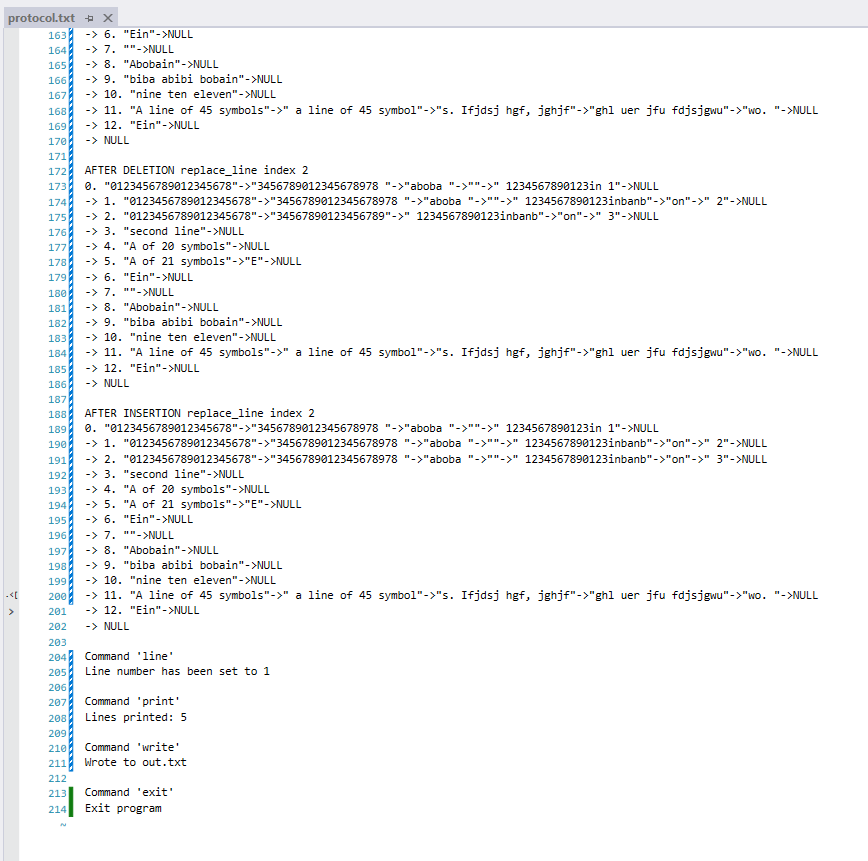 protocol.txt
163 -> 6. "Ein"->NULL
164 -> 7. ""->NULL
165 -> 8. "Abobain"->NULL
166 -> 9. "biba abibi bobain"->NULL
167 -> 10. "nine ten eleven"->NULL
168 -> 11. "A line of 45 symbols"->" a line of 45 symbol"->"s. Ifjdsj hgf, jghjf"->"ghl uer jfu fdjsjgwu"->"wo. "->NULL
169 -> 12. "Ein"->NULL
170 -> NULL
171
172 AFTER DELETION replace_line index 2
173 0. "0123456789012345678"->"3456789012345678978 "->"aboba "->""->" 1234567890123in 1"->NULL
174 -> 1. "0123456789012345678"->"3456789012345678978 "->"aboba "->""->" 1234567890123inbanb"->"on"->" 2"->NULL
175 -> 2. "0123456789012345678"->"34567890123456789"->" 1234567890123inbanb"->"on"->" 3"->NULL
176 -> 3. "second line"->NULL
177 -> 4. "A of 20 symbols"->NULL
178 -> 5. "A of 21 symbols"->"E"->NULL
179 -> 6. "Ein"->NULL
180 -> 7. ""->NULL
181 -> 8. "Abobain"->NULL
182 -> 9. "biba abibi bobain"->NULL
183 -> 10. "nine ten eleven"->NULL
184 -> 11. "A line of 45 symbols"->" a line of 45 symbol"->"s. Ifjdsj hgf, jghjf"->"ghl uer jfu fdjsjgwu"->"wo. "->NULL
185 -> 12. "Ein"->NULL
186 -> NULL
187
188 AFTER INSERTION replace_line index 2
189 0. "0123456789012345678"->"3456789012345678978 "->"aboba "->""->" 1234567890123in 1"->NULL
190 -> 1. "0123456789012345678"->"3456789012345678978 "->"aboba "->""->" 1234567890123inbanb"->"on"->" 2"->NULL
191 -> 2. "0123456789012345678"->"3456789012345678978 "->"aboba "->""->" 1234567890123inbanb"->"on"->" 3"->NULL
192 -> 3. "second line"->NULL
193 -> 4. "A of 20 symbols"->NULL
194 -> 5. "A of 21 symbols"->"E"->NULL
195 -> 6. "Ein"->NULL
196 -> 7. ""->NULL
197 -> 8. "Abobain"->NULL
198 -> 9. "biba abibi bobain"->NULL
199 -> 10. "nine ten eleven"->NULL
200 -> 11. "A line of 45 symbols"->" a line of 45 symbol"->"s. Ifjdsj hgf, jghjf"->"ghl uer jfu fdjsjgwu"->"wo. "->NULL
201 -> 12. "Ein"->NULL
202 -> NULL
203
204 Command 'line'
205 Line number has been set to 1
206
207 Command 'print'
208 Lines printed: 5
209
210 Command 'write'
211 Wrote to out.txt
212
213 Command 'exit'
214 Exit program
~